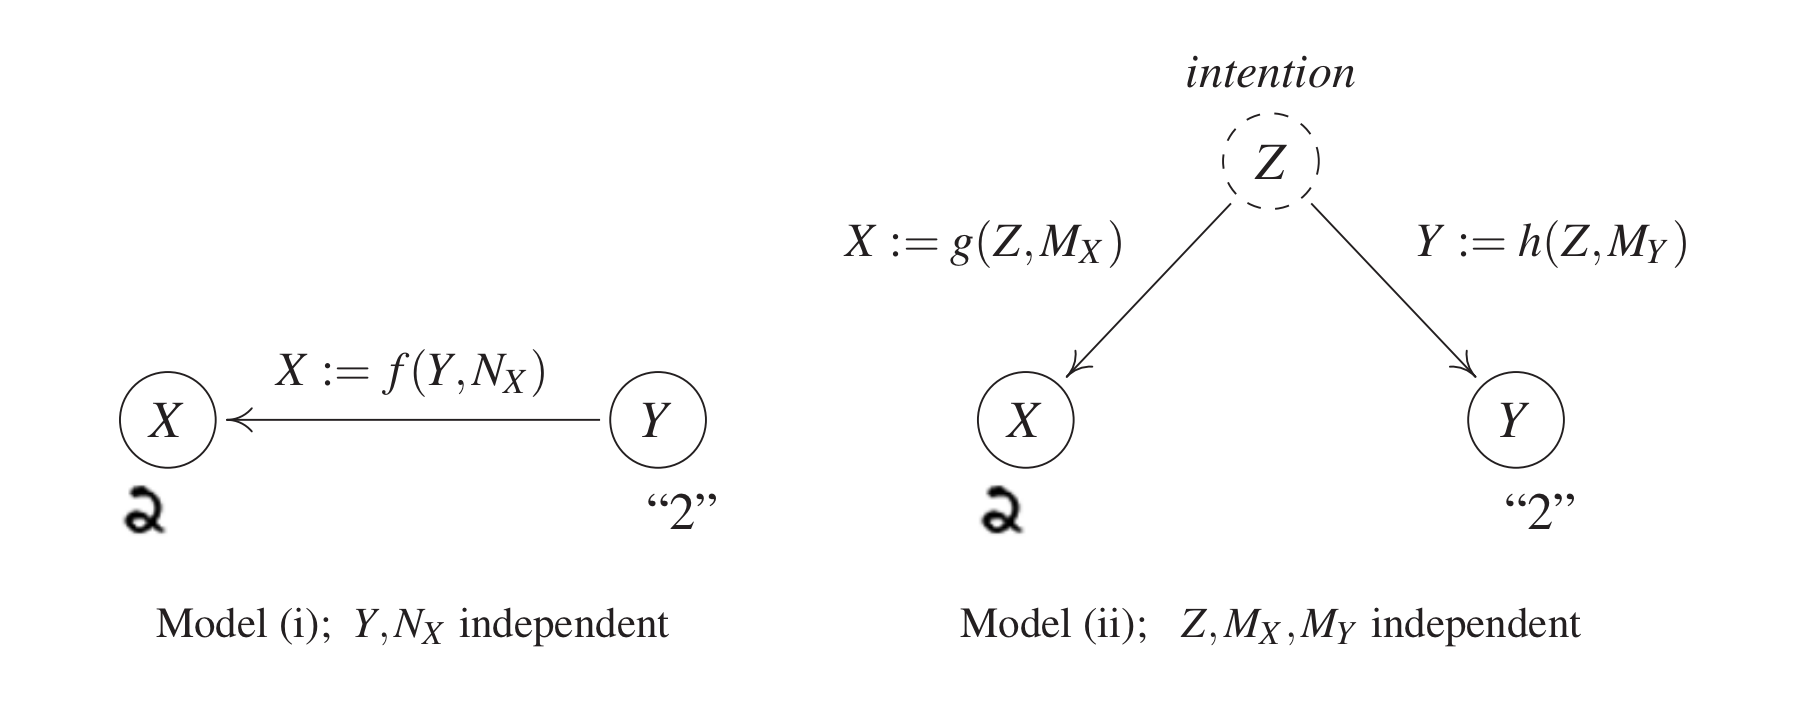 intention
Z
X := g(Z, M_X)
Y := h(Z, M_Y)
X := f(Y, N_X)
X
Y
X
Y
2
“2”
2
“2”
Model (i); Y, N_X independent
Model (ii); Z, M_X, M_Y independent